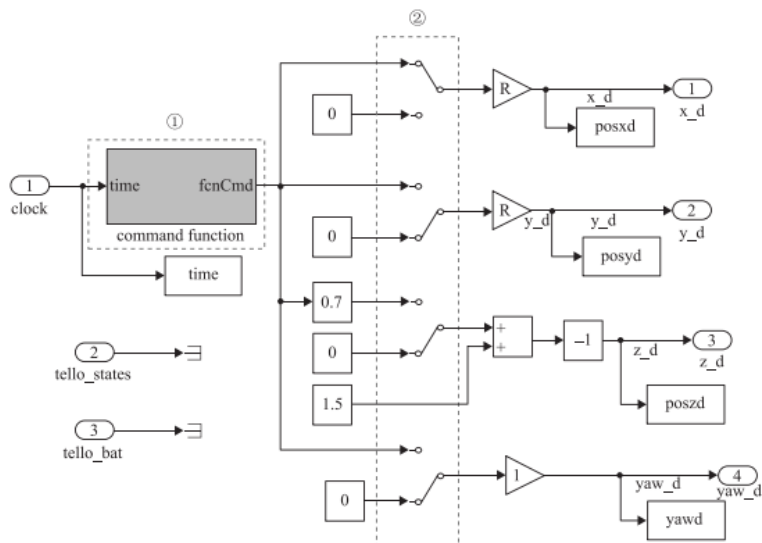 ②
R
1
x_d
x_d
0
posxd
①
1
time
fcnCmd
clock
command function
R
y_d
y_d
2
y_d
0
posyd
time
0.7
0
+
+
−1
z_d
3
z_d
2
tello_states
1.5
poszd
3
tello_bat
1
yaw_d
4
yaw_d
0
yawd